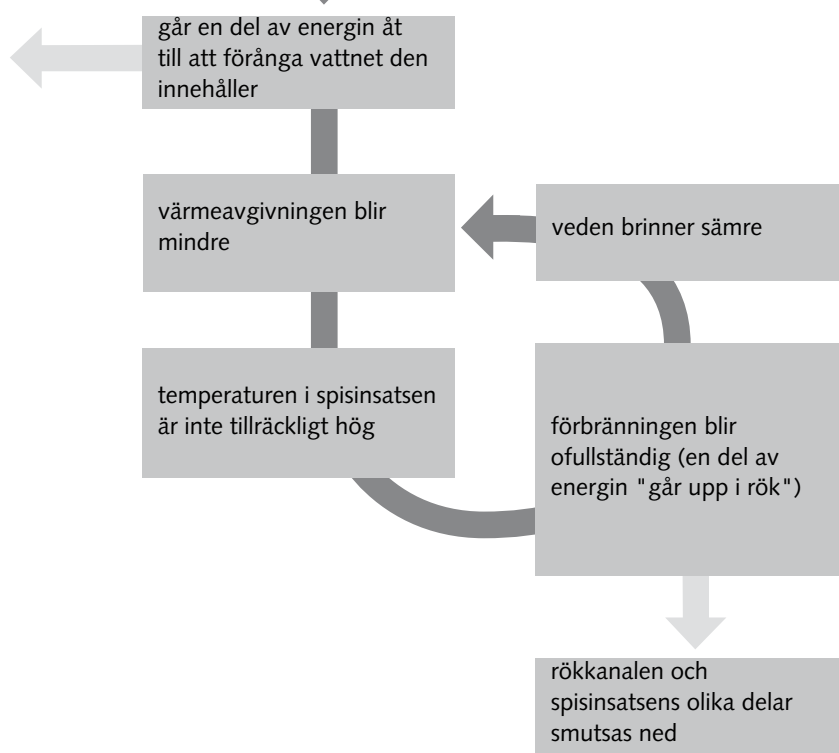 går en del av energin åt
till att förånga vattnet den
innehåller
värmeavgivningen blir
mindre
temperaturen i spisinsatsen
är inte tillräckligt hög
förbränningen blir
ofullständig (en del av
energin "går upp i rök")
veden brinner sämre
rökkanalen och
spisinsatsens olika delar
smutsas ned